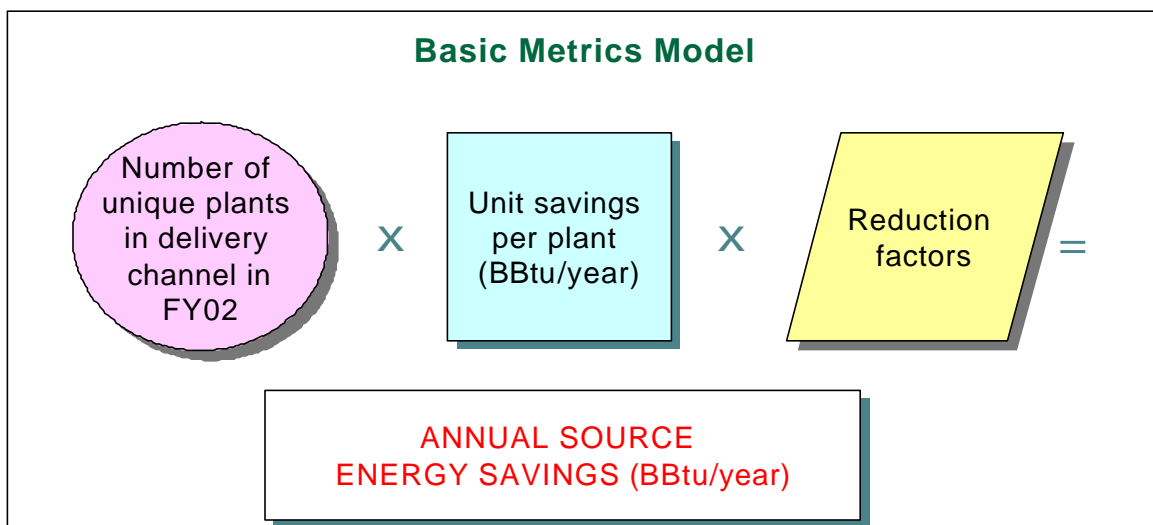 Basic Metrics Model
Number of
unique plants
in delivery
channel in
FY02
x
Unit savings
per plant
(BBtu/year)
x
Reduction
factors
=
ANNUAL SOURCE
ENERGY SAVINGS (BBtu/year)